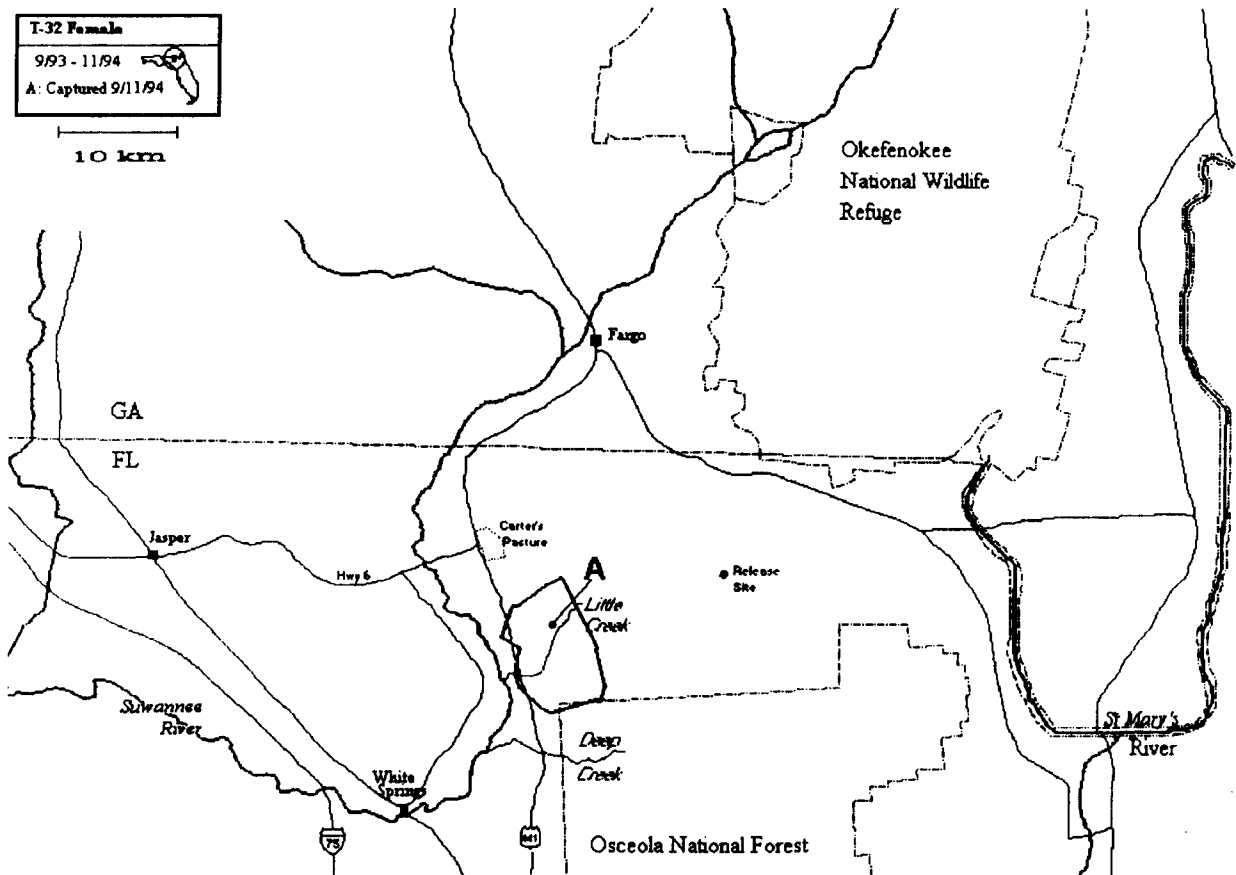 T-32 Female
9/93 - 11/94
A: Captured 9/11/94
10 km
Okefenokee
National Wildlife
Refuge
Fargo
GA
FL
Jasper
Carter's
Pasture
Hwy 6
A
Release
Site
Little
Creek
Suwannee
River
St Mary's
River
Deep
Creek
White
Springs
75
441
Osceola National Forest